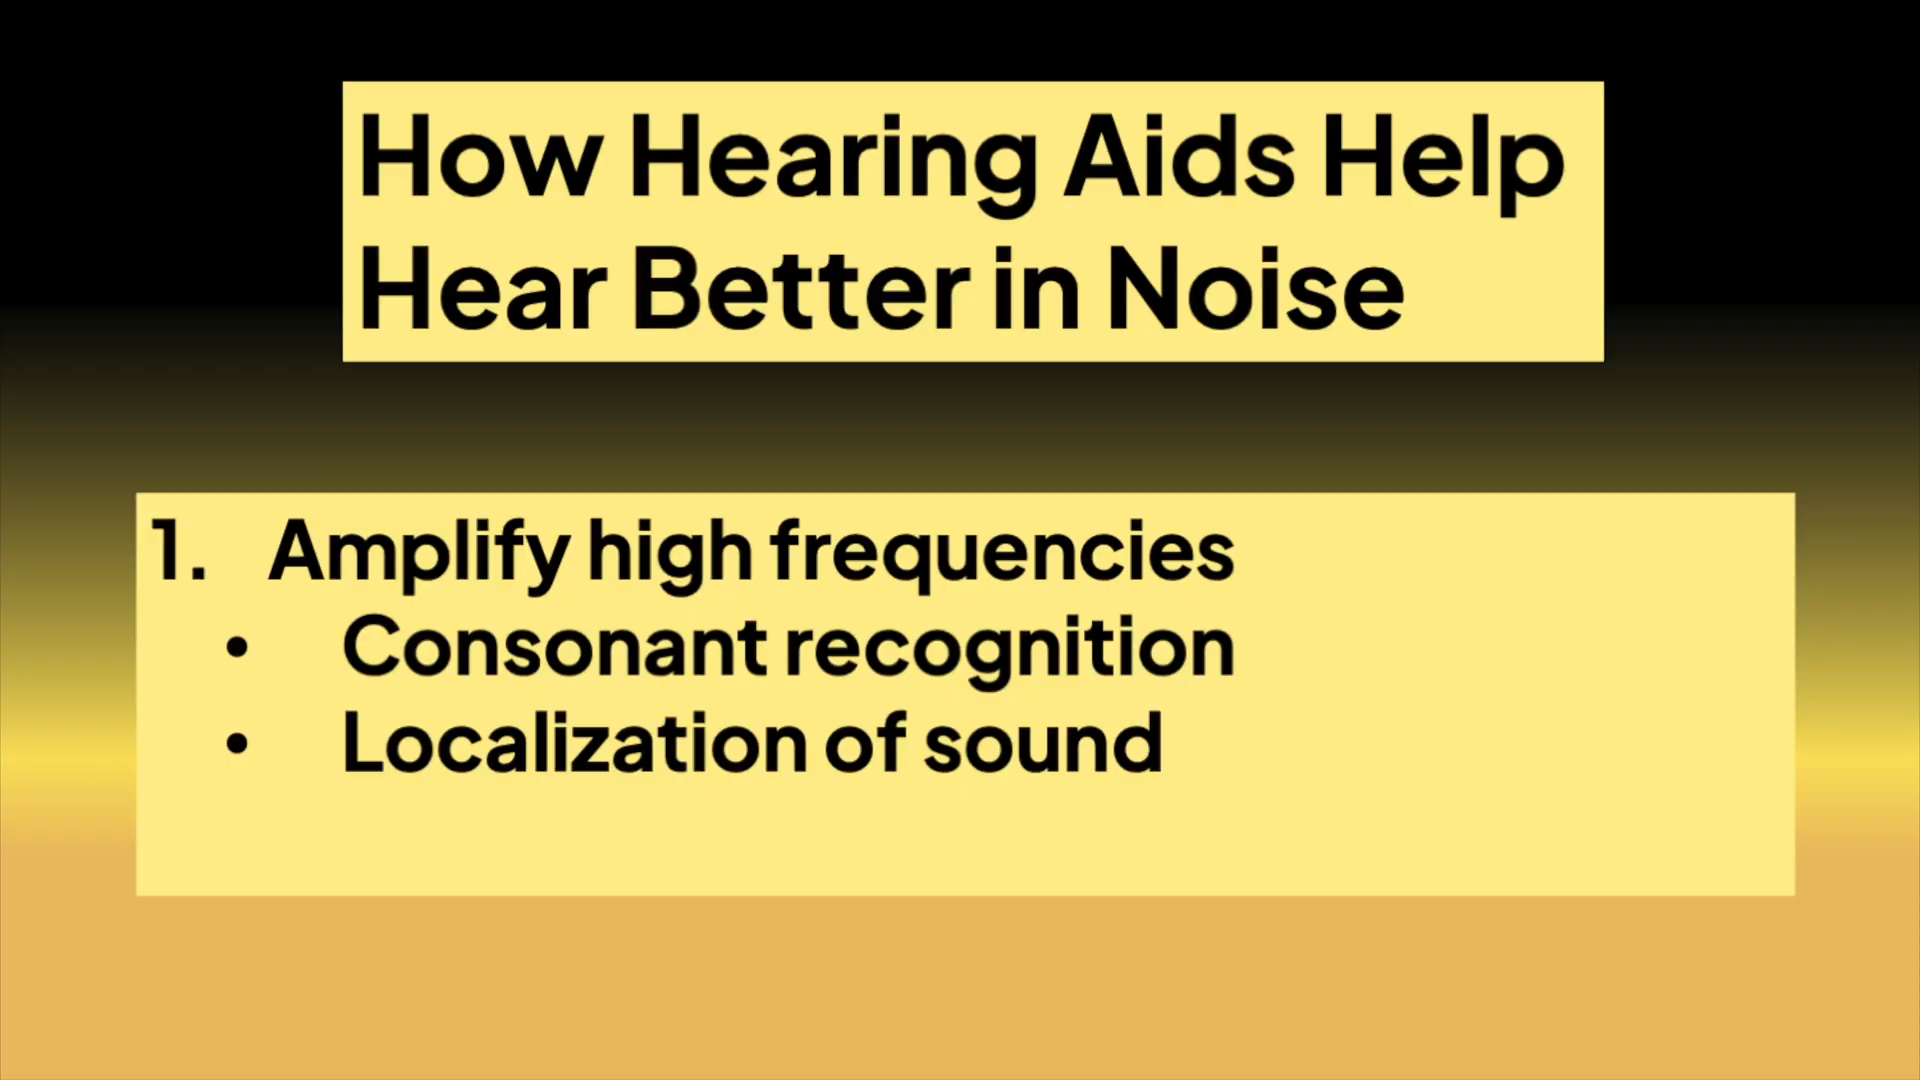 How Hearing Aids Help
Hear Better in Noise
1. Amplify high frequencies
• Consonant recognition
• Localization of sound